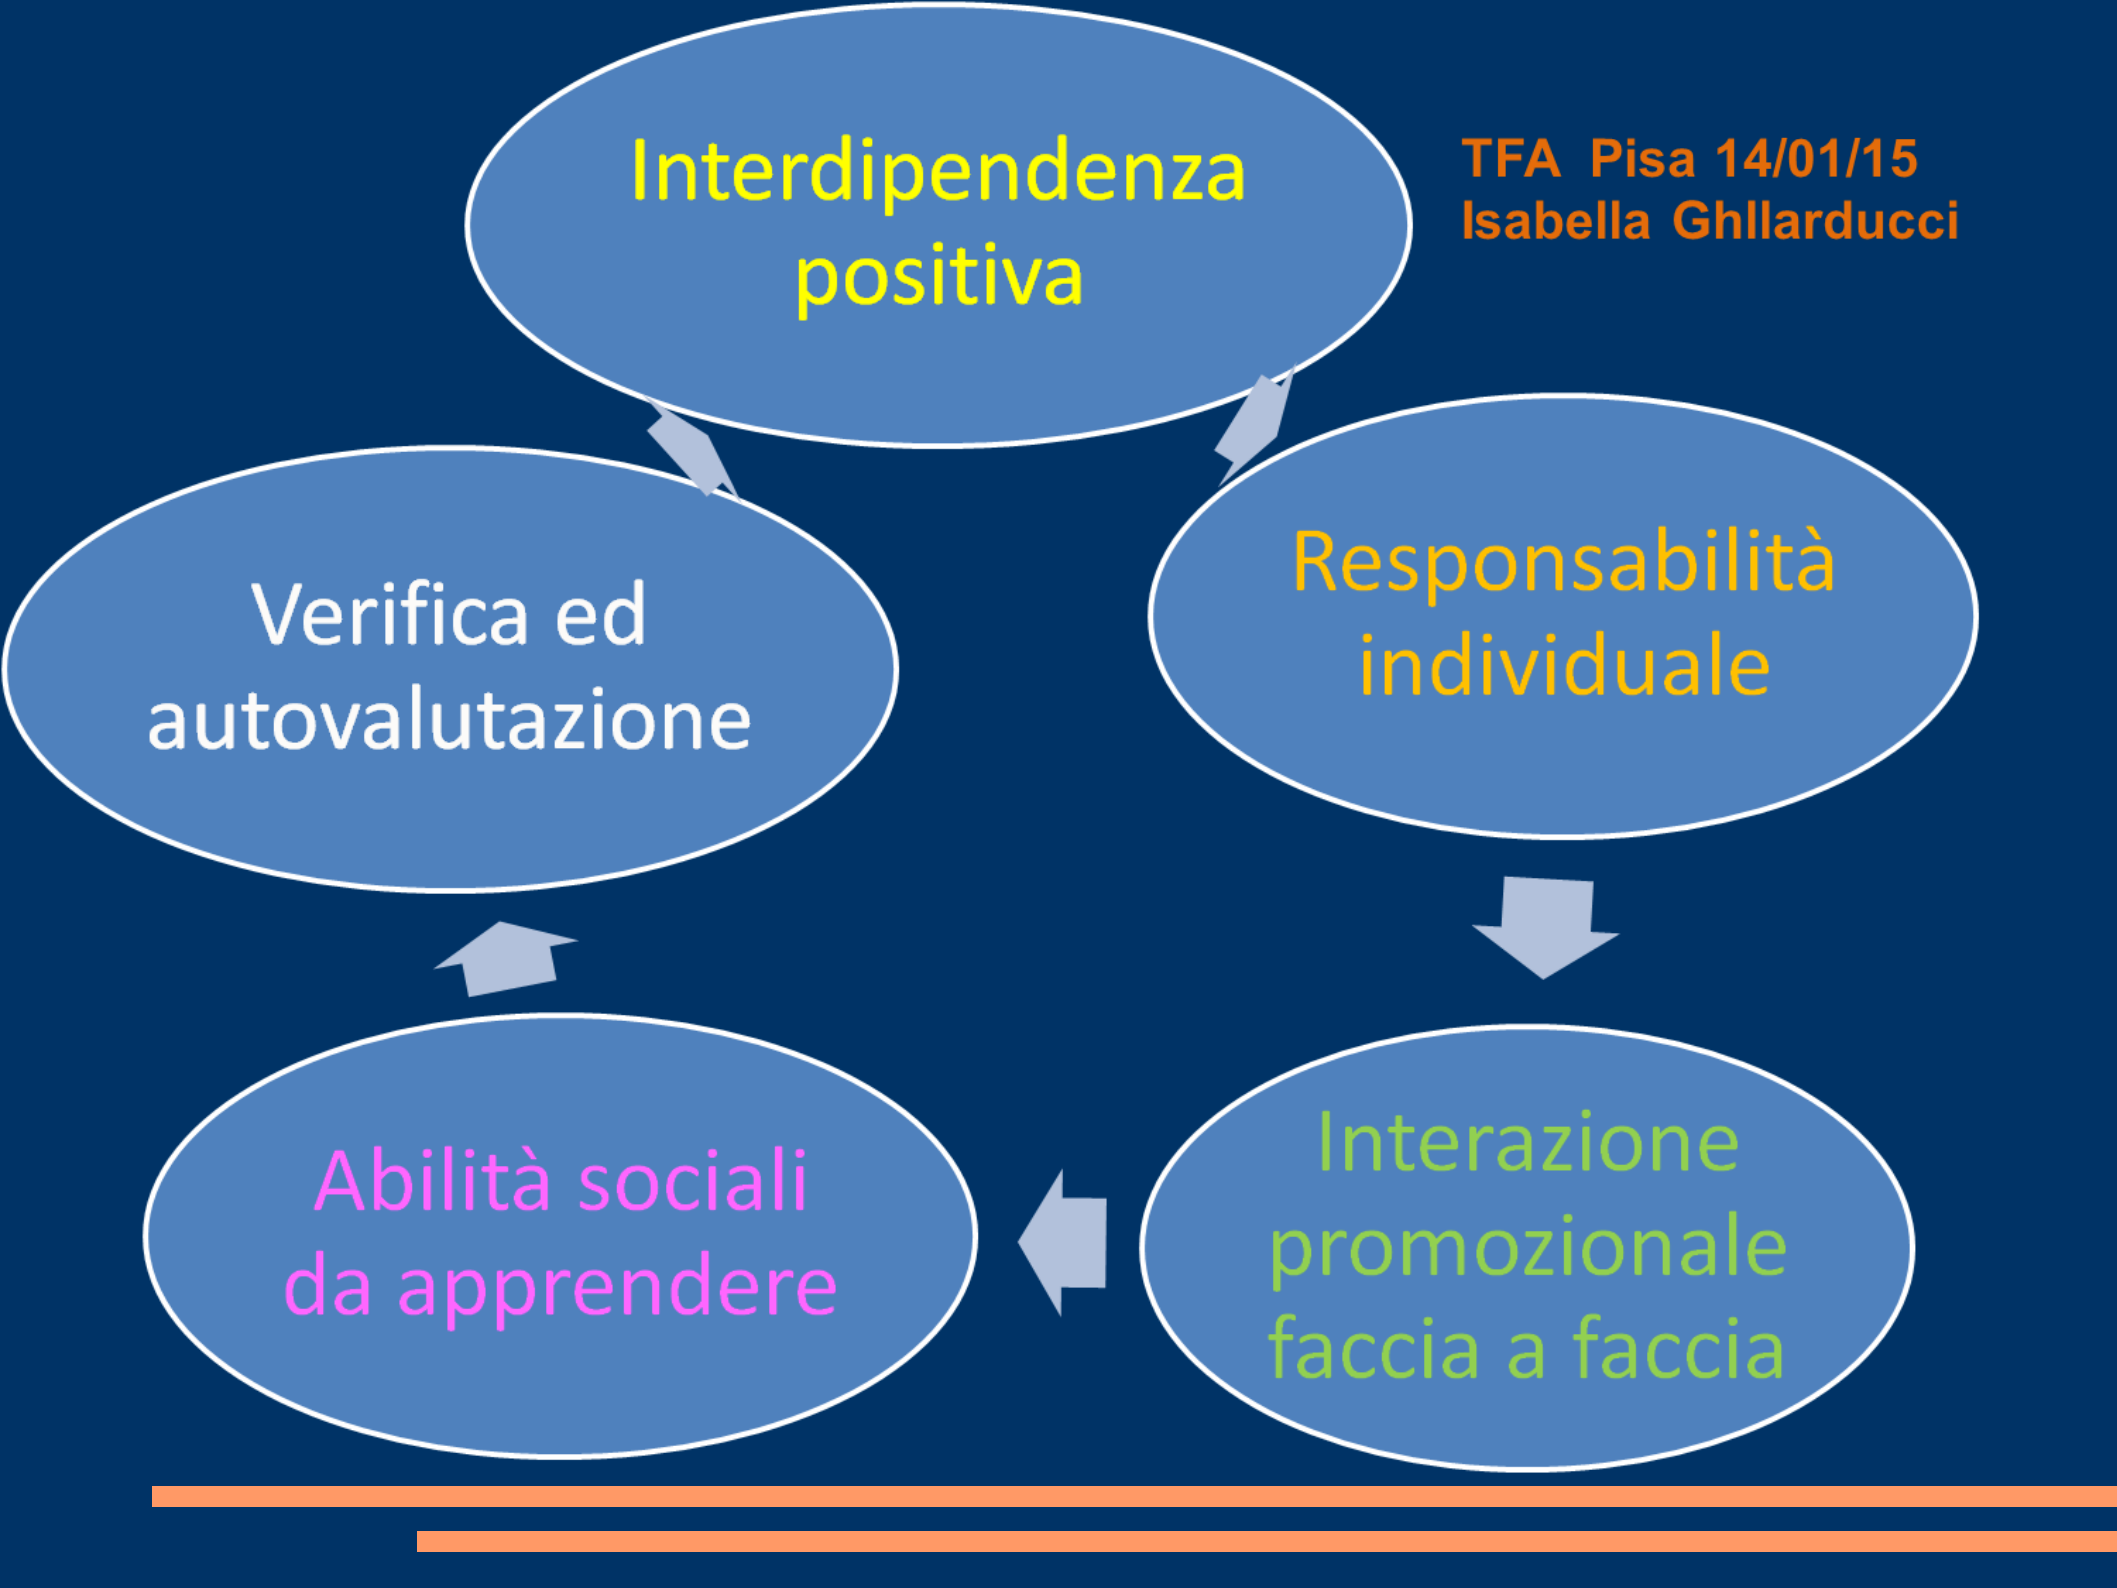 Interdipendenza
positiva
TFA Pisa 14/01/15
Isabella Ghllarducci
Responsabilità
individuale
Interazione
promozionale
faccia a faccia
Abilità sociali
da apprendere
Verifica ed
autovalutazione